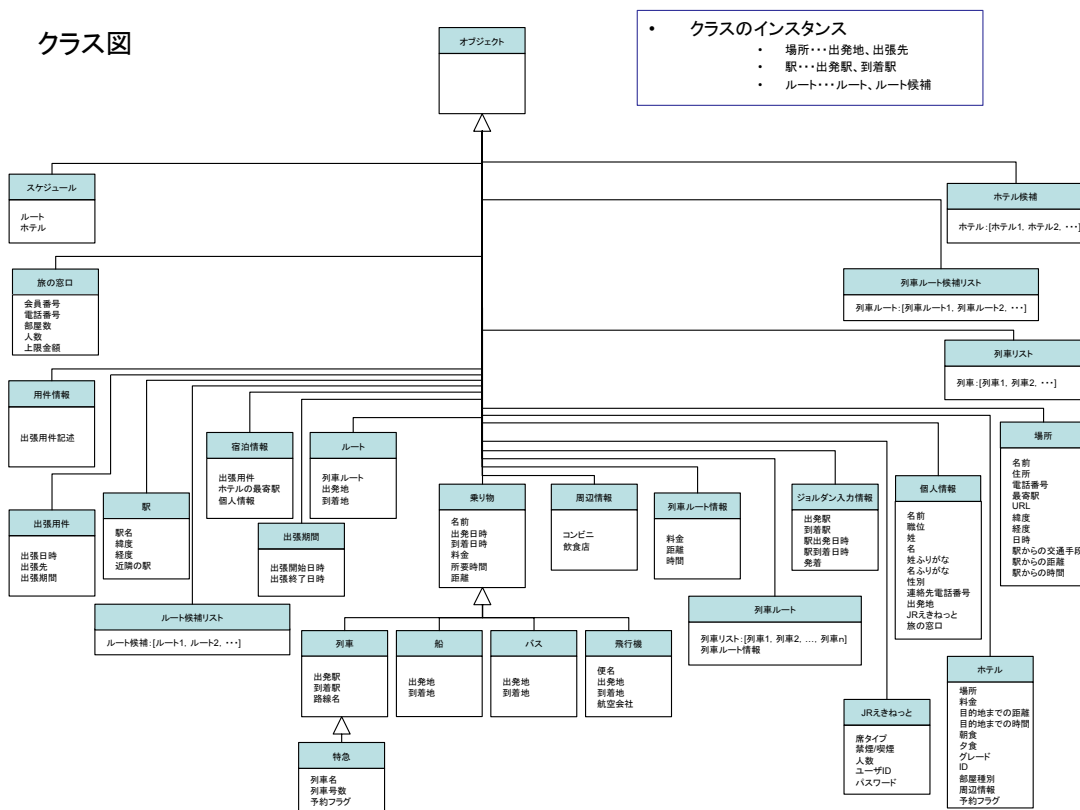 クラス図
オブジェクト
• クラスのインスタンス
• 場所・・・出発地、出張先
• 駅・・・出発駅、到着駅
• ルート・・・ルート、ルート候補
スケジュール
ルート
ホテル
ホテル候補
ホテル:[ホテル1, ホテル2, ・・・]
旅の窓口
会員番号
電話番号
部屋数
人数
上限金額
列車ルート候補リスト
列車ルート:[列車ルート1, 列車ルート2, ・・・]
列車リスト
列車:[列車1, 列車2, ・・・]
用件情報
出張用件記述
宿泊情報
出張用件
ホテルの最寄駅
個人情報
ルート
列車ルート
出発地
到着地
場所
名前
住所
電話番号
最寄駅
URL
緯度
経度
日時
駅からの交通手段
駅からの距離
駅からの時間
出張用件
出張日時
出張先
出張期間
駅
駅名
緯度
経度
近隣の駅
出張期間
出張開始日時
出張終了日時
乗り物
名前
出発日時
到着日時
料金
所要時間
距離
周辺情報
コンビニ
飲食店
列車ルート情報
料金
距離
時間
ジョルダン入力情報
出発駅
到着駅
駅出発日時
駅到着日時
発着
個人情報
名前
職位
姓
名
姓ふりがな
名ふりがな
性別
連絡先電話番号
出発地
JRえきねっと
旅の窓口
ルート候補リスト
ルート候補:[ルート1, ルート2, ・・・]
列車ルート
列車リスト:[列車1, 列車2, …, 列車n]
列車ルート情報
列車
出発駅
到着駅
路線名
船
出発地
到着地
バス
出発地
到着地
飛行機
便名
出発地
到着地
航空会社
ホテル
場所
料金
目的地までの距離
目的地までの時間
朝食
夕食
グレード
ID
部屋種別
周辺情報
予約フラグ
JRえきねっと
席タイプ
禁煙/喫煙
人数
ユーザID
パスワード
特急
列車名
列車号数
予約フラグ